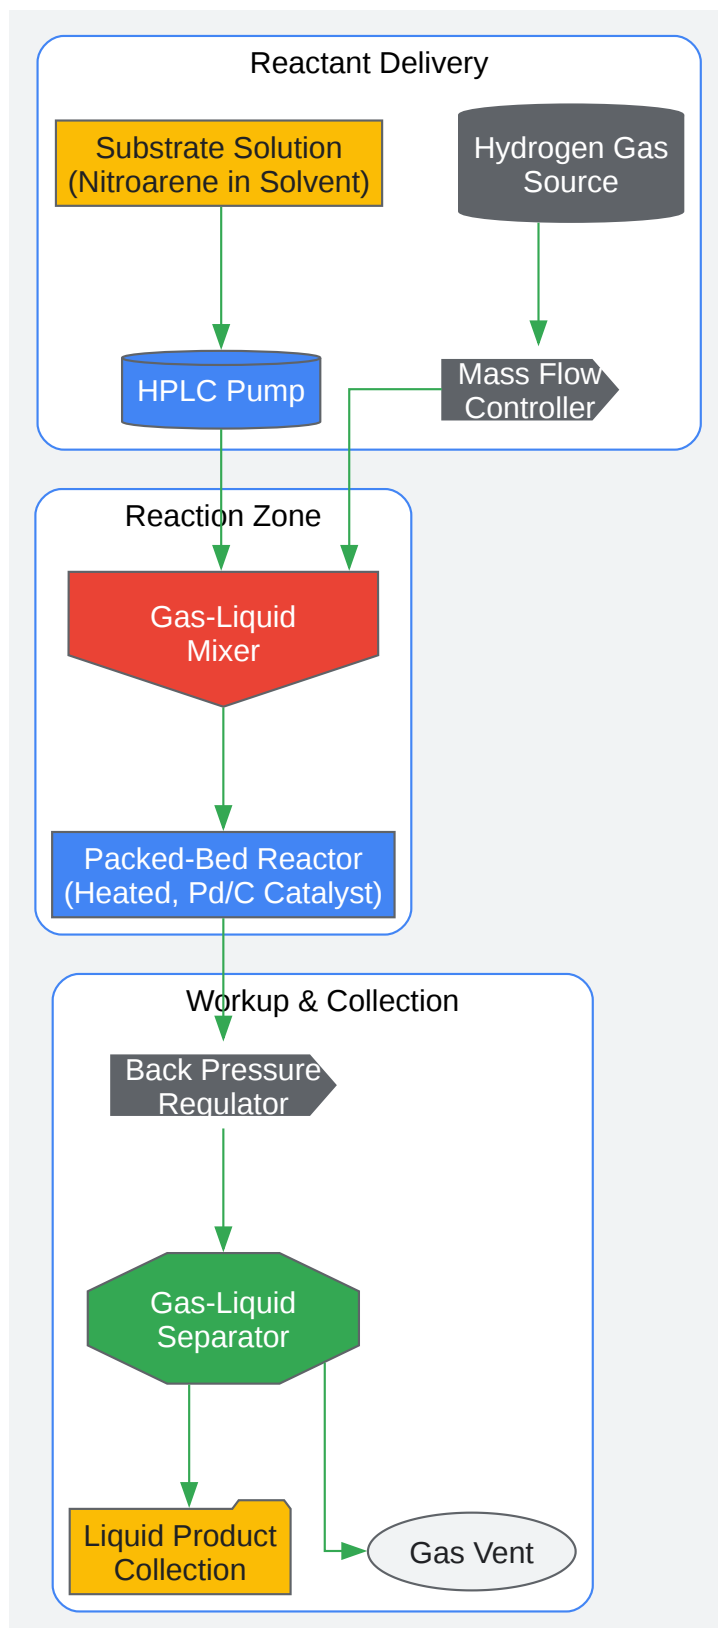 Reactant Delivery
Substrate Solution
(Nitroarene in Solvent)
Hydrogen Gas
Source
HPLC Pump
Mass Flow
Controller
Reaction Zone
Gas-Liquid
Mixer
Packed-Bed Reactor
(Heated, Pd/C Catalyst)
Workup & Collection
Back Pressure
Regulator
Gas-Liquid
Separator
Liquid Product
Collection
Gas Vent